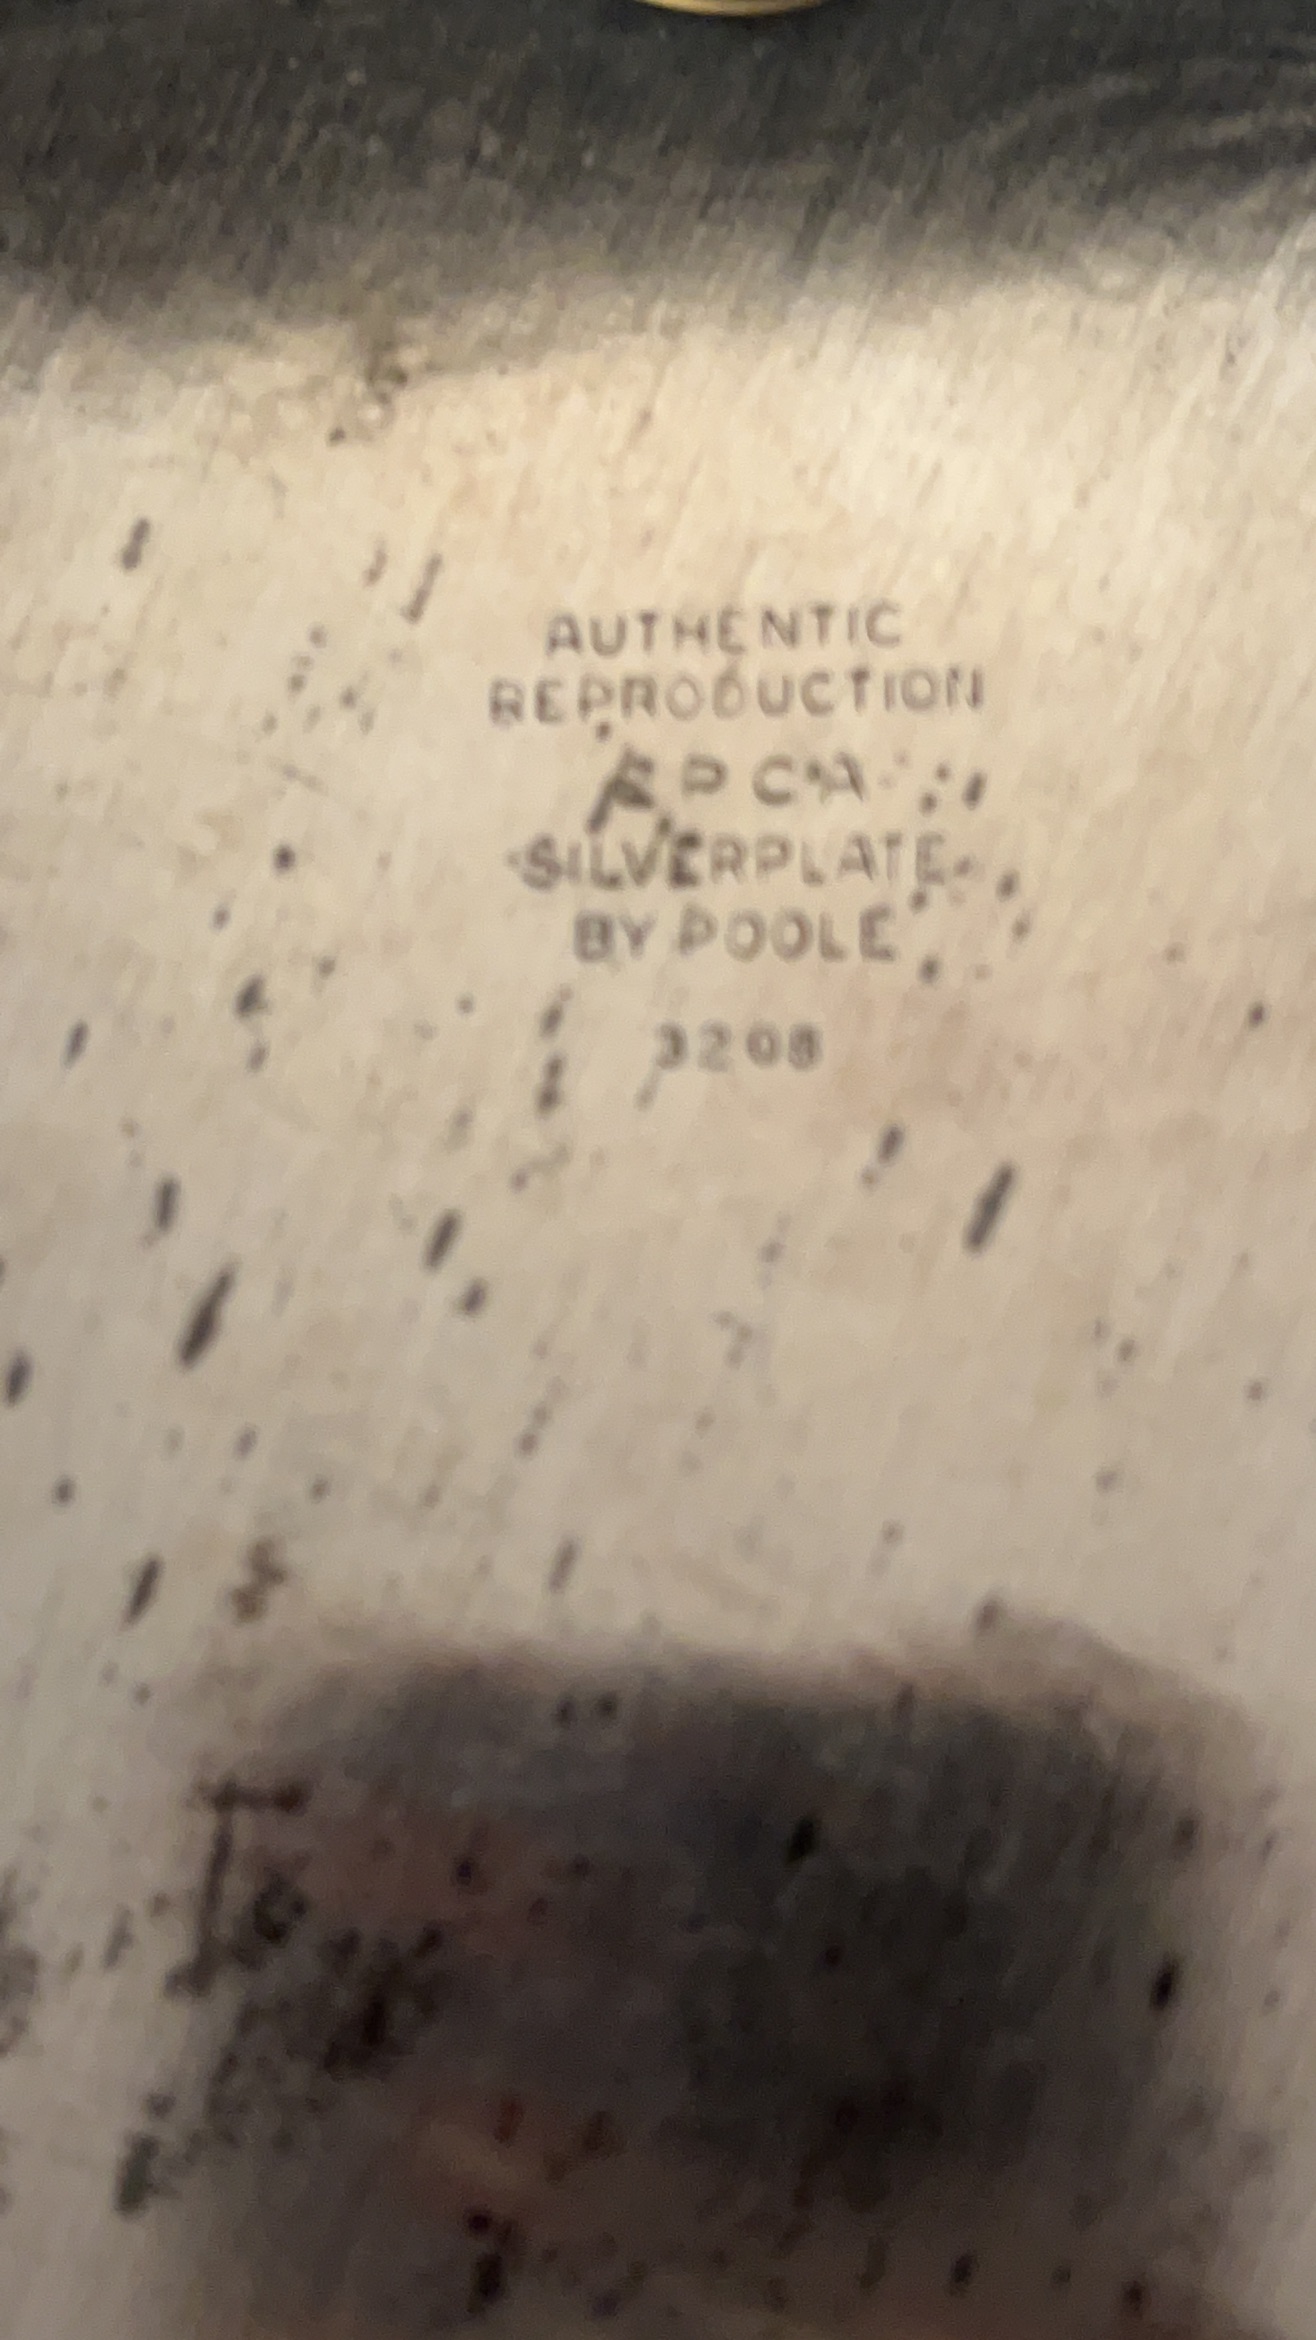 AUTHENTIC
REPRODUCTION
E P C A
SILVERPLATE
BY POOLE
3208